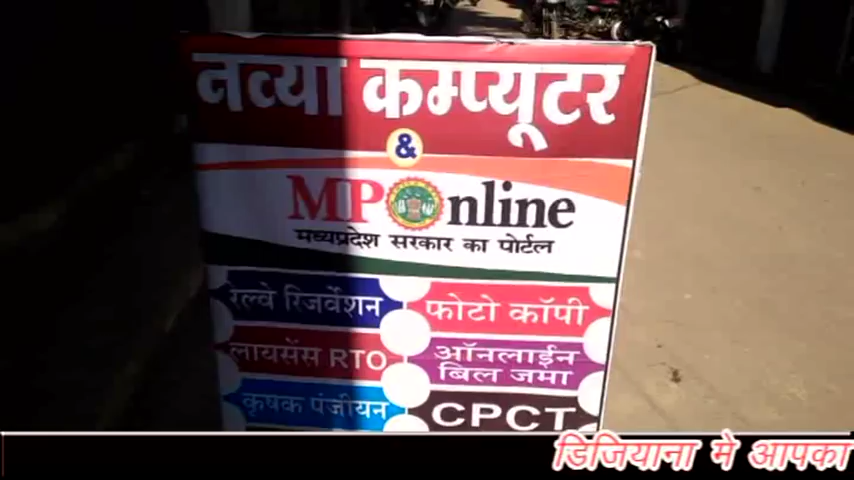 नव्या कम्प्यूटर
&
MPOnline
मध्यप्रदेश सरकार का पोर्टल
रेल्वे रिजर्वेशन
फोटो कॉपी
लायसेंस RTO
ऑनलाईन
बिल जमा
कृषक पंजीयन
CPCT
डिजियाना मे आपका